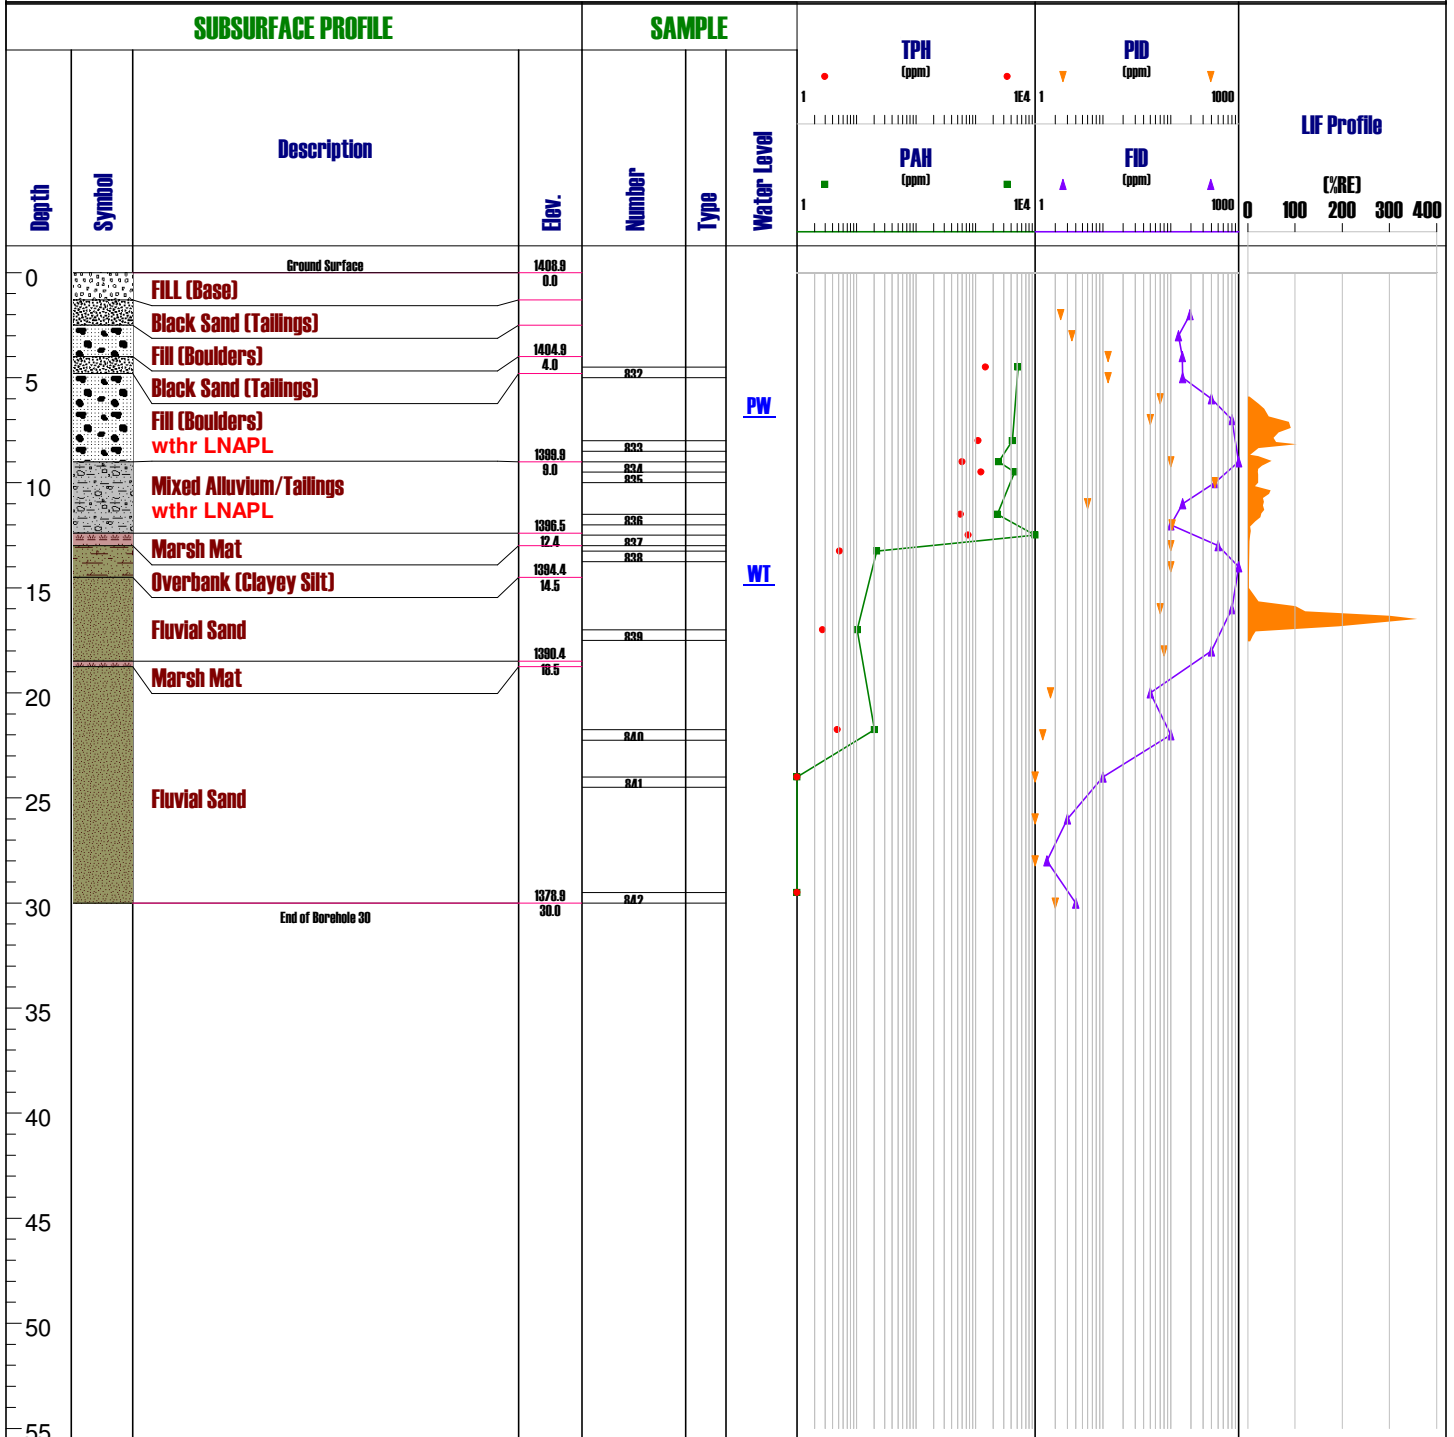 SUBSURFACE PROFILE
SAMPLE
Depth
Symbol
Description
Elev.
Number
Type
Water Level
TPH
(ppm)
1 1E4
PAH
(ppm)
1 1E4
PID
(ppm)
1 1000
FID
(ppm)
1 1000
LIF Profile
(%RE)
0 100 200 300 400
0
5
10
15
20
25
30
35
40
45
50
55
Ground Surface
FILL (Base)
Black Sand (Tailings)
Fill (Boulders)
Black Sand (Tailings)
Fill (Boulders)
wthr LNAPL
Mixed Alluvium/Tailings
wthr LNAPL
Marsh Mat
Overbank (Clayey Silt)
Fluvial Sand
Marsh Mat
Fluvial Sand
End of Borehole 30
1408.9
0.0
1404.9
4.0
1399.9
9.0
1396.5
12.4
1394.4
14.5
1390.4
18.5
1378.9
30.0
832
833
834
835
836
837
838
839
840
841
842
PW
WT